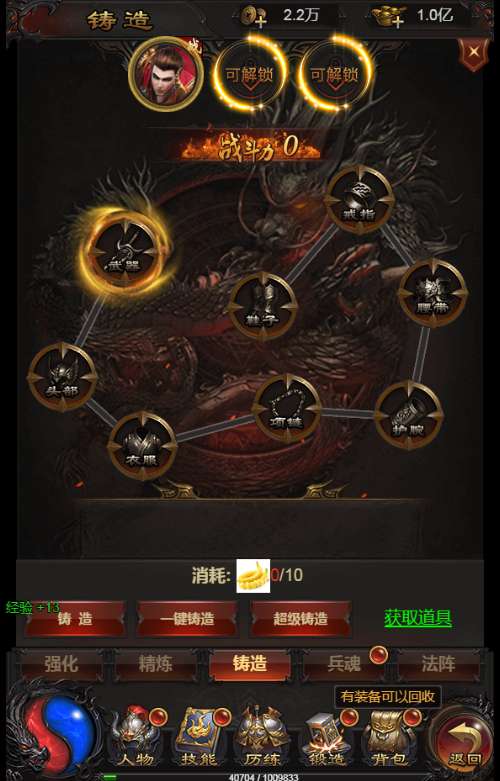 铸造
2.2万
1.0亿
战
可解锁
可解锁
战斗力 0
戒指
武器
腰带
鞋子
头部
项链
护腕
衣服
消耗: 0/10
经验 +13
铸 造
一键铸造
超级铸造
获取道具
强化
精炼
铸造
兵魂
法阵
有装备可以回收
人物
技能
历练
锻造
背包
返回
40704 / 1009833